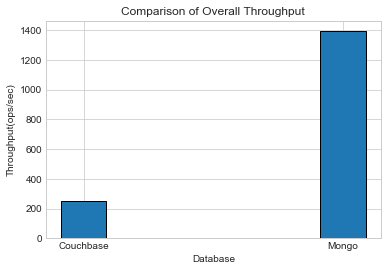 Comparison of Overall Throughput
1400
1200
1000
800
600
400
200
0
Throughput(ops/sec)
Couchbase Mongo
Database